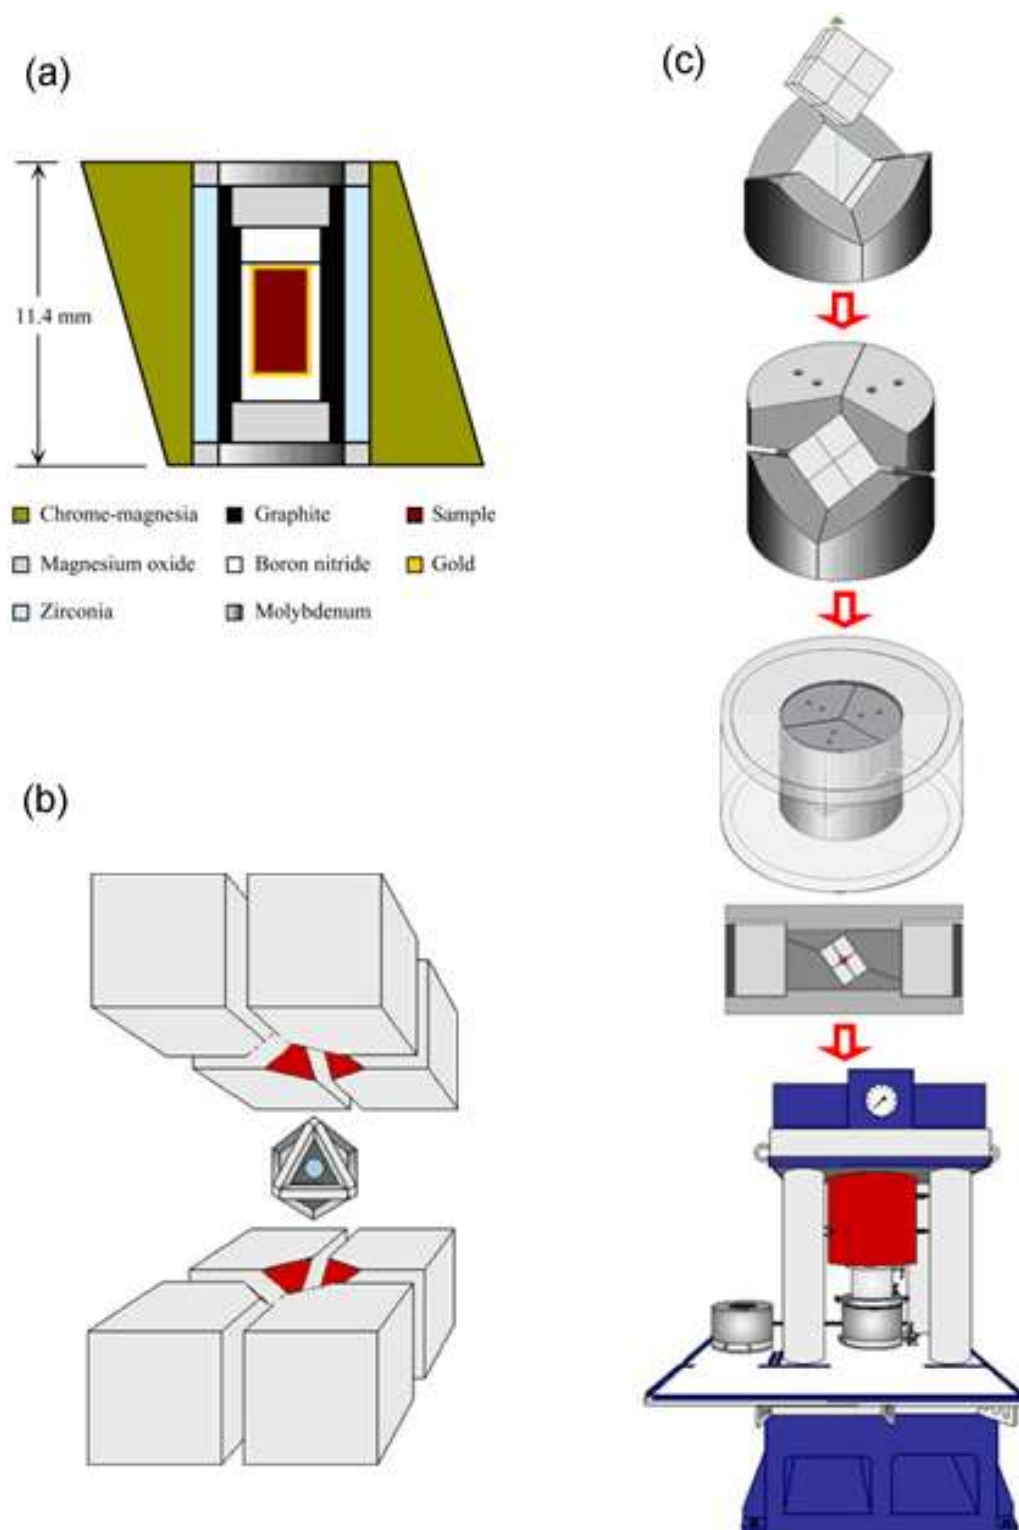 (a)
11.4 mm
Chrome-magnesia Graphite Sample
Magnesium oxide Boron nitride Gold
Zirconia Molybdenum
(b)
(c)